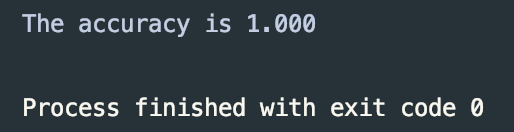 The accuracy is 1.000
Process finished with exit code 0